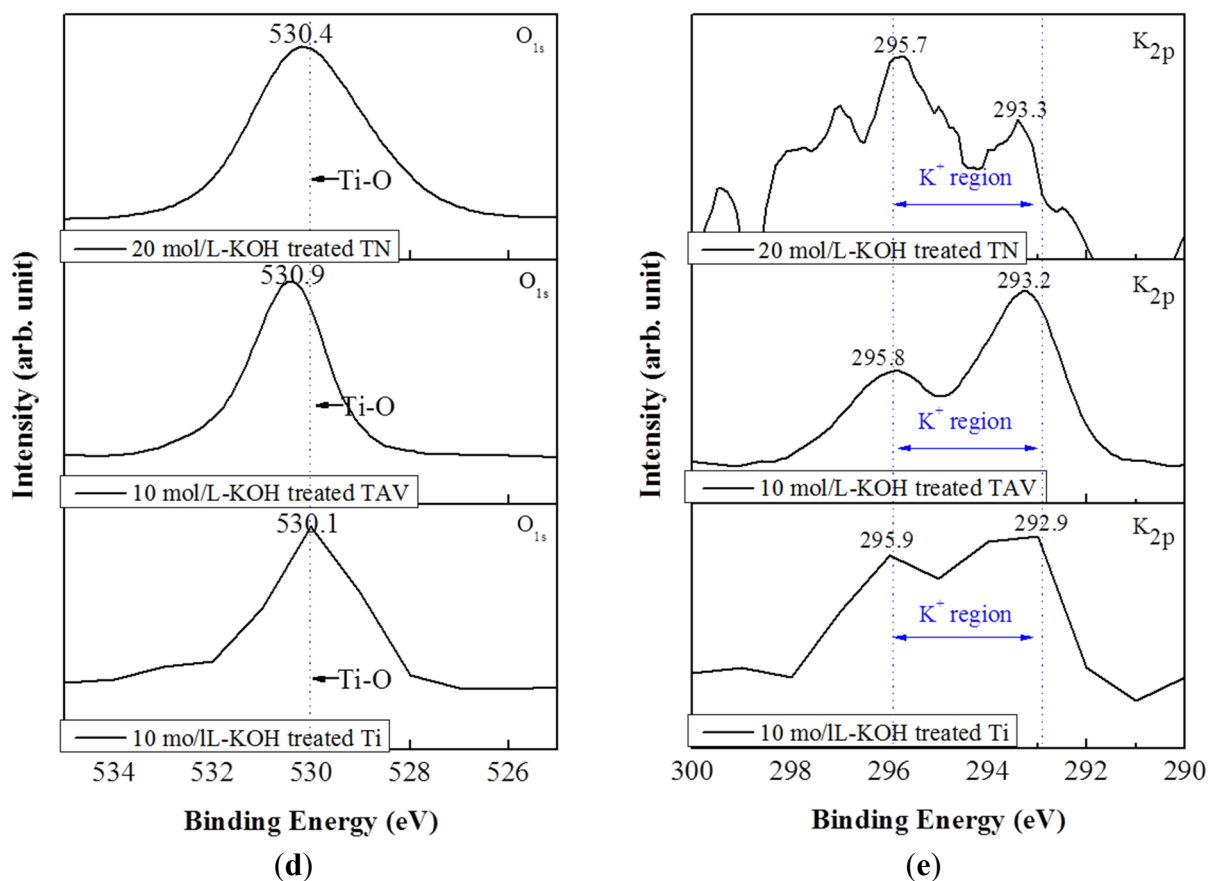 530.4
O1s
Ti-O
20 mol/L-KOH treated TN
530.9
O1s
Ti-O
10 mol/L-KOH treated TAV
530.1
O1s
Ti-O
10 mo/lL-KOH treated Ti
Intensity (arb. unit)
534 532 530 528 526
Binding Energy (eV)
(d)
295.7
K2p
293.3
K+ region
20 mol/L-KOH treated TN
293.2
K2p
295.8
K+ region
10 mol/L-KOH treated TAV
295.9
292.9
K2p
K+ region
10 mo/lL-KOH treated Ti
Intensity (arb. unit)
300 298 296 294 292 290
Binding Energy (eV)
(e)